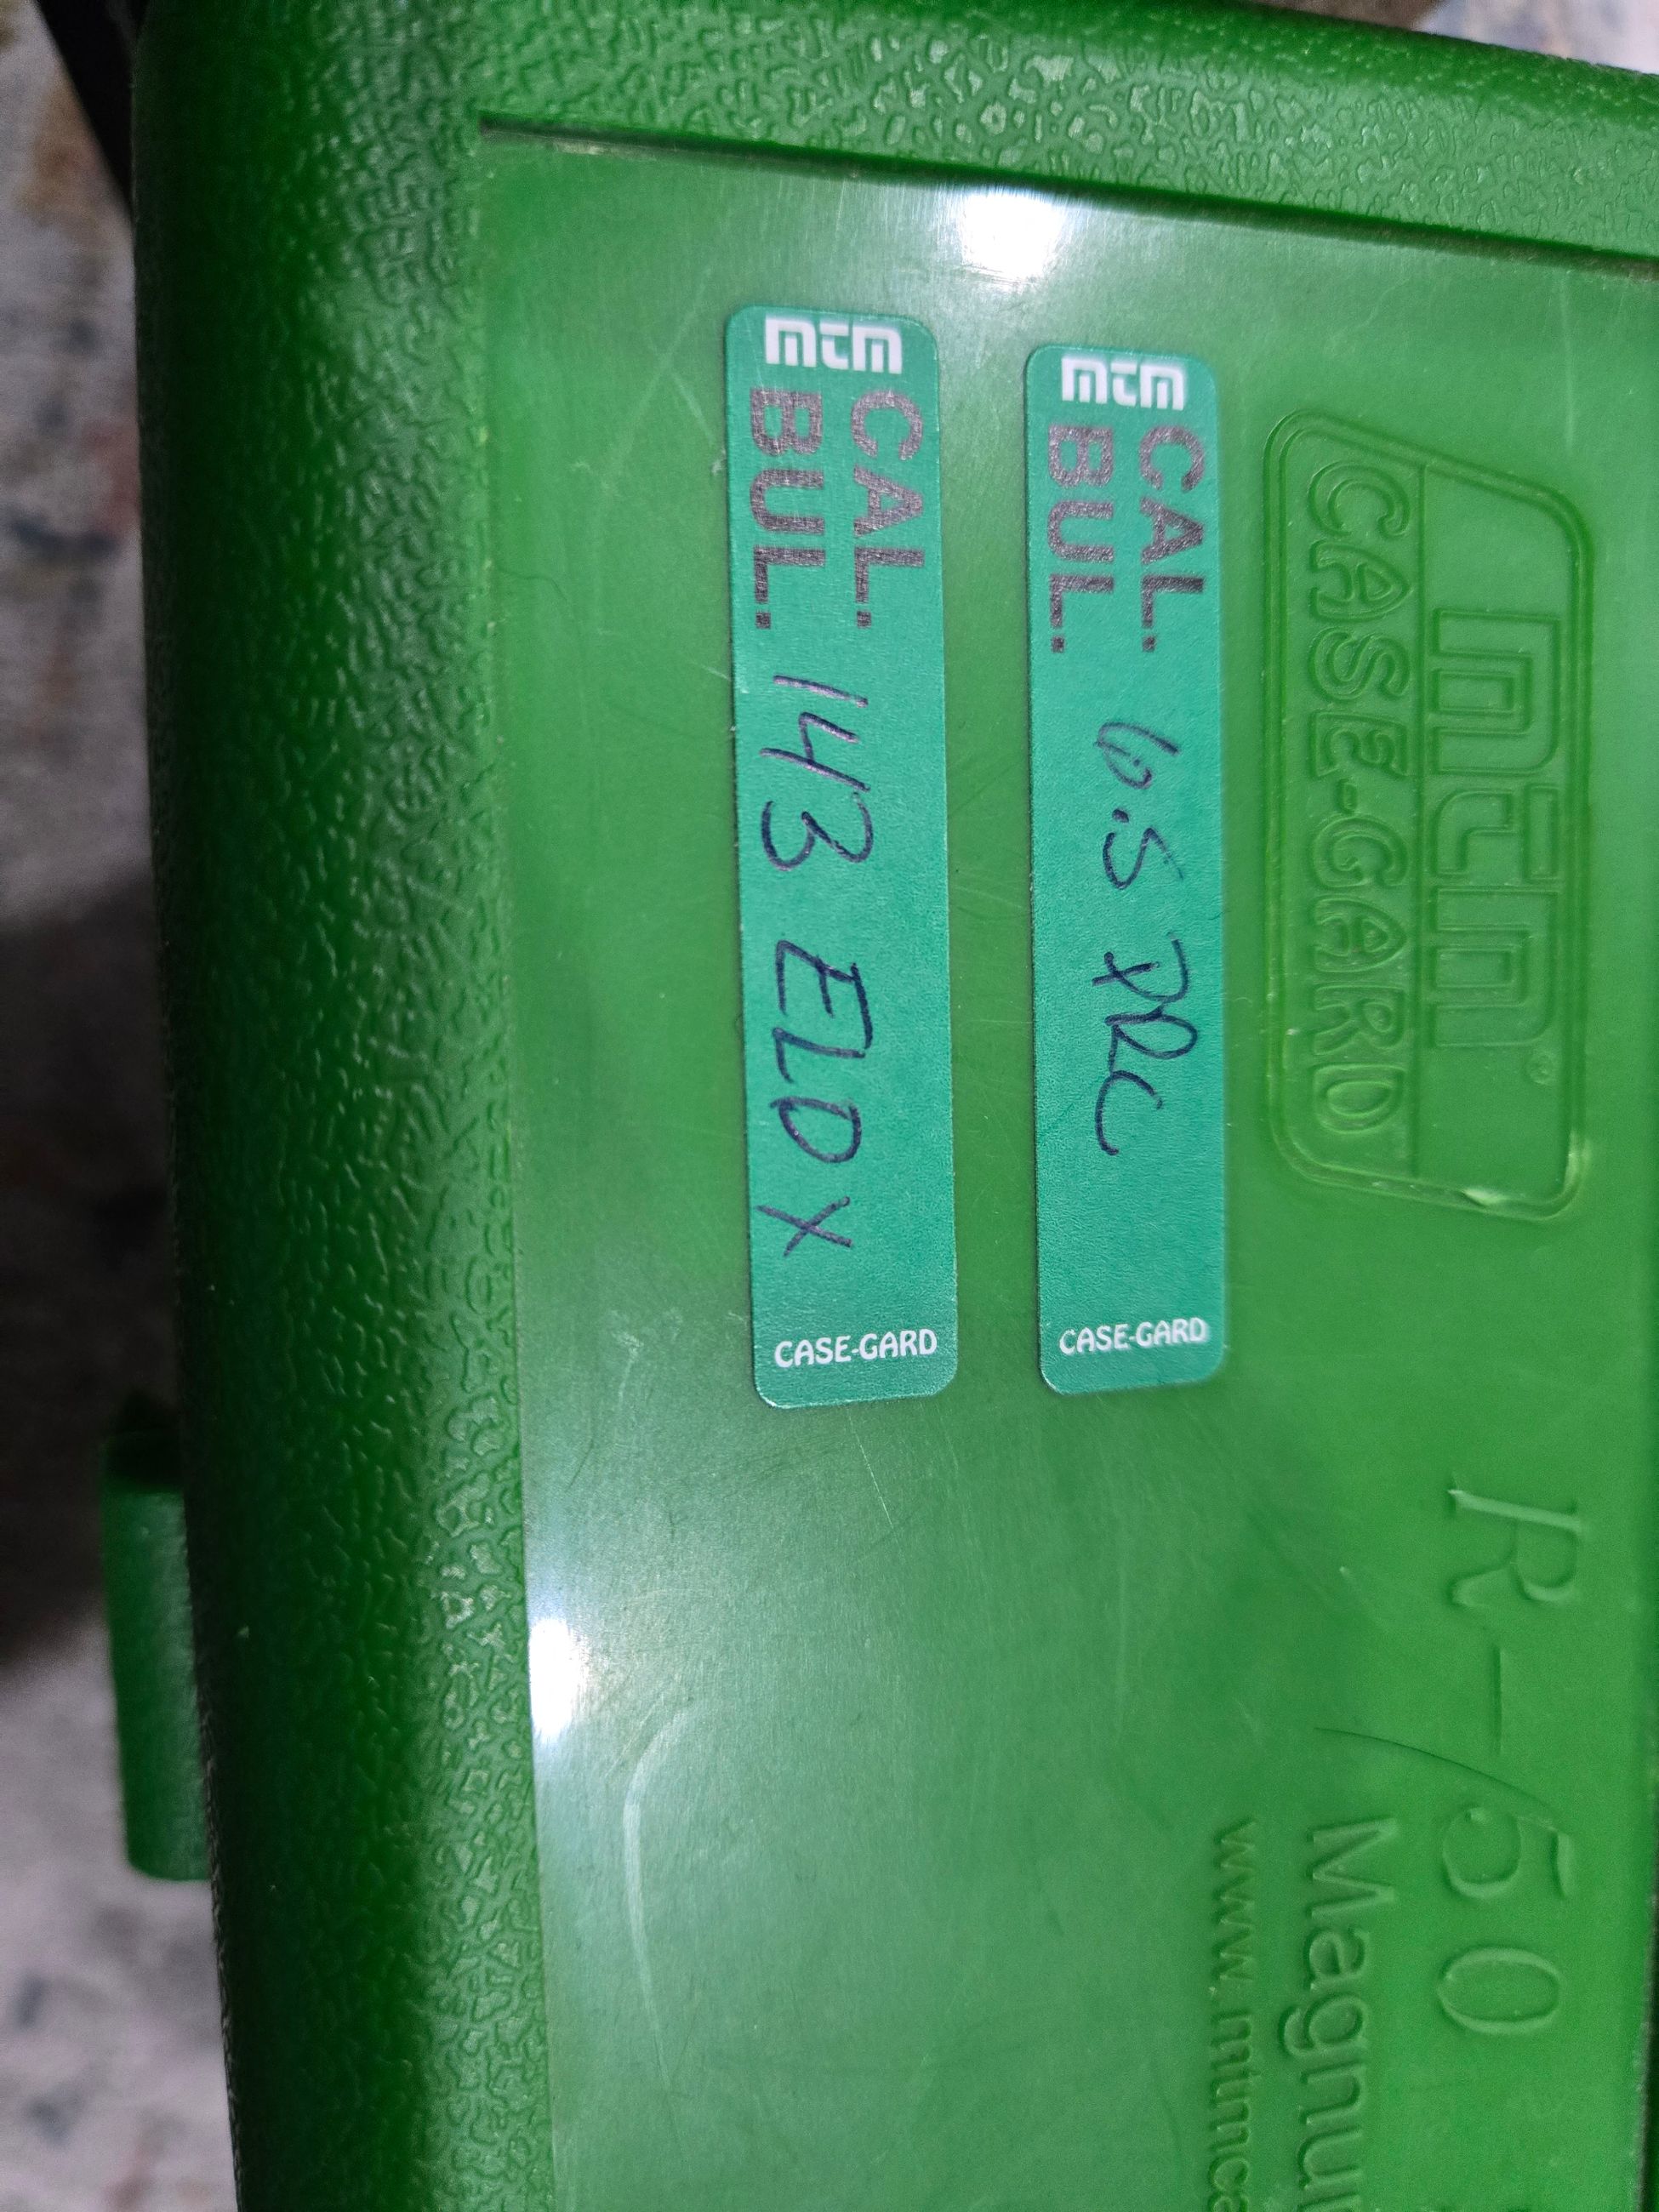 mtm
CASE-GARD
R-50
Magnum
mtm
CAL. 6.5 PRC
BUL.
CASE-GARD
mtm
CAL.
BUL. 143 ELD X
CASE-GARD